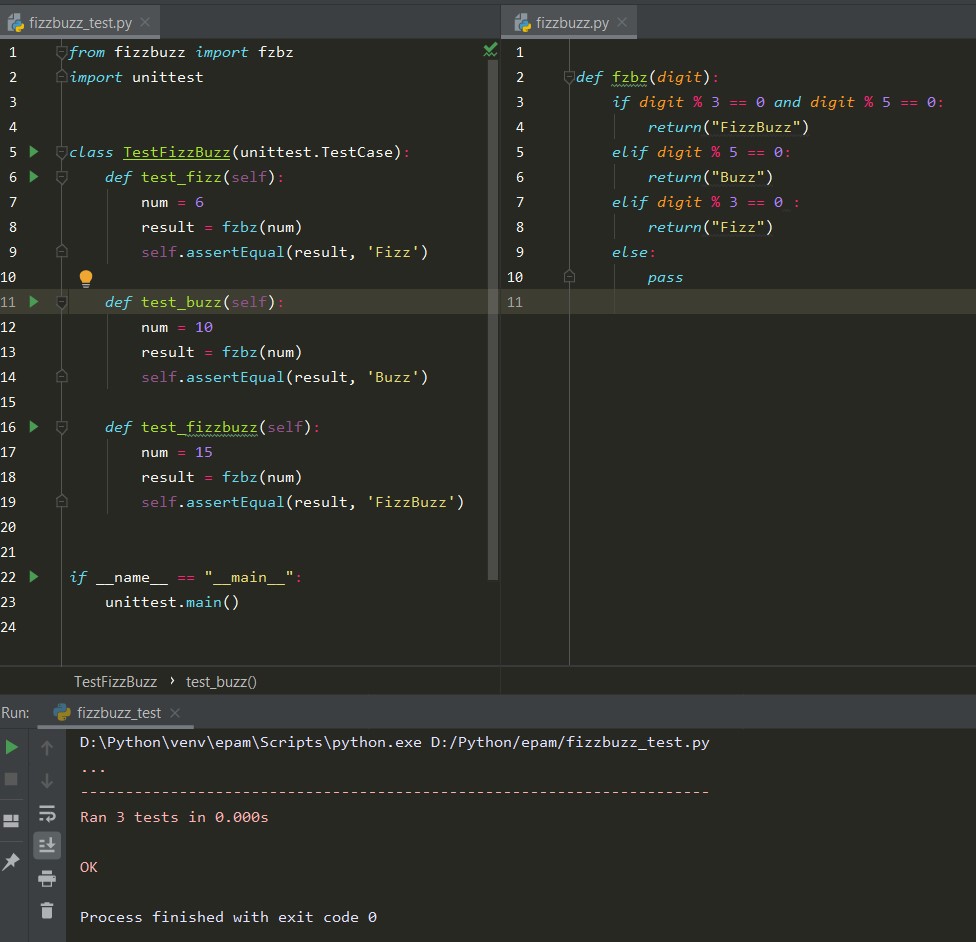 fizzbuzz_test.py
1 from fizzbuzz import fzbz
2 import unittest
3
4
5 class TestFizzBuzz(unittest.TestCase):
6     def test_fizz(self):
7         num = 6
8         result = fzbz(num)
9         self.assertEqual(result, 'Fizz')
10
11     def test_buzz(self):
12         num = 10
13         result = fzbz(num)
14         self.assertEqual(result, 'Buzz')
15
16     def test_fizzbuzz(self):
17         num = 15
18         result = fzbz(num)
19         self.assertEqual(result, 'FizzBuzz')
20
21
22 if __name__ == "__main__":
23     unittest.main()
24
fizzbuzz.py
1
2 def fzbz(digit):
3     if digit % 3 == 0 and digit % 5 == 0:
4         return("FizzBuzz")
5     elif digit % 5 == 0:
6         return("Buzz")
7     elif digit % 3 == 0 :
8         return("Fizz")
9     else:
10         pass
11
TestFizzBuzz › test_buzz()
Run: fizzbuzz_test
D:\Python\venv\epam\Scripts\python.exe D:/Python/epam/fizzbuzz_test.py
...
----------------------------------------------------------------------
Ran 3 tests in 0.000s
OK
Process finished with exit code 0